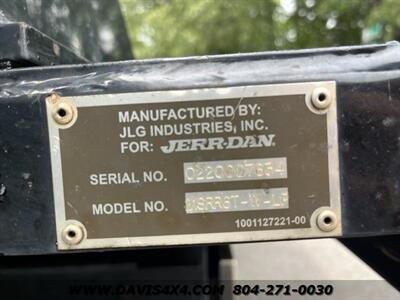 MANUFACTURED BY:
JLG INDUSTRIES, INC.
FOR: JERR-DAN.
SERIAL NO. 0220007654
MODEL NO.
1001127221-00
WWW.DAVIS4X4.COM 804-271-0030